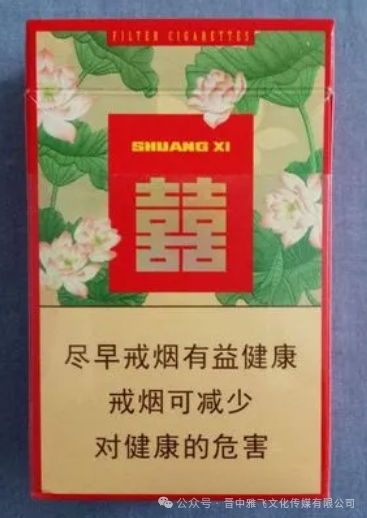 FILTER CIGARETTES
SHUANG XI
囍
尽早戒烟有益健康
戒烟可减少
对健康的危害
公众号·晋中雅飞文化传媒有限公司